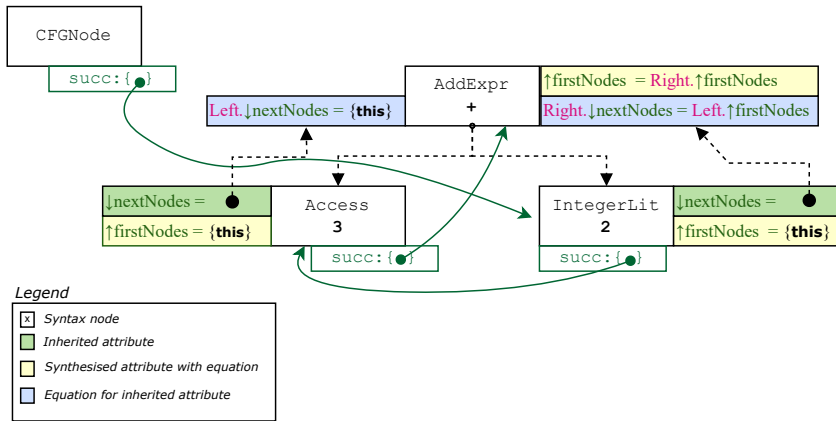 CFGNode
succ:{ }
AddExpr
+
↑firstNodes = Right.↑firstNodes
Left.↓nextNodes = {this}
Right.↓nextNodes = Left.↑firstNodes
↓nextNodes =
Access
3
↑firstNodes = {this}
succ:{ }
IntegerLit
2
↓nextNodes =
↑firstNodes = {this}
succ:{ }
Legend
x Syntax node
Inherited attribute
Synthesised attribute with equation
Equation for inherited attribute